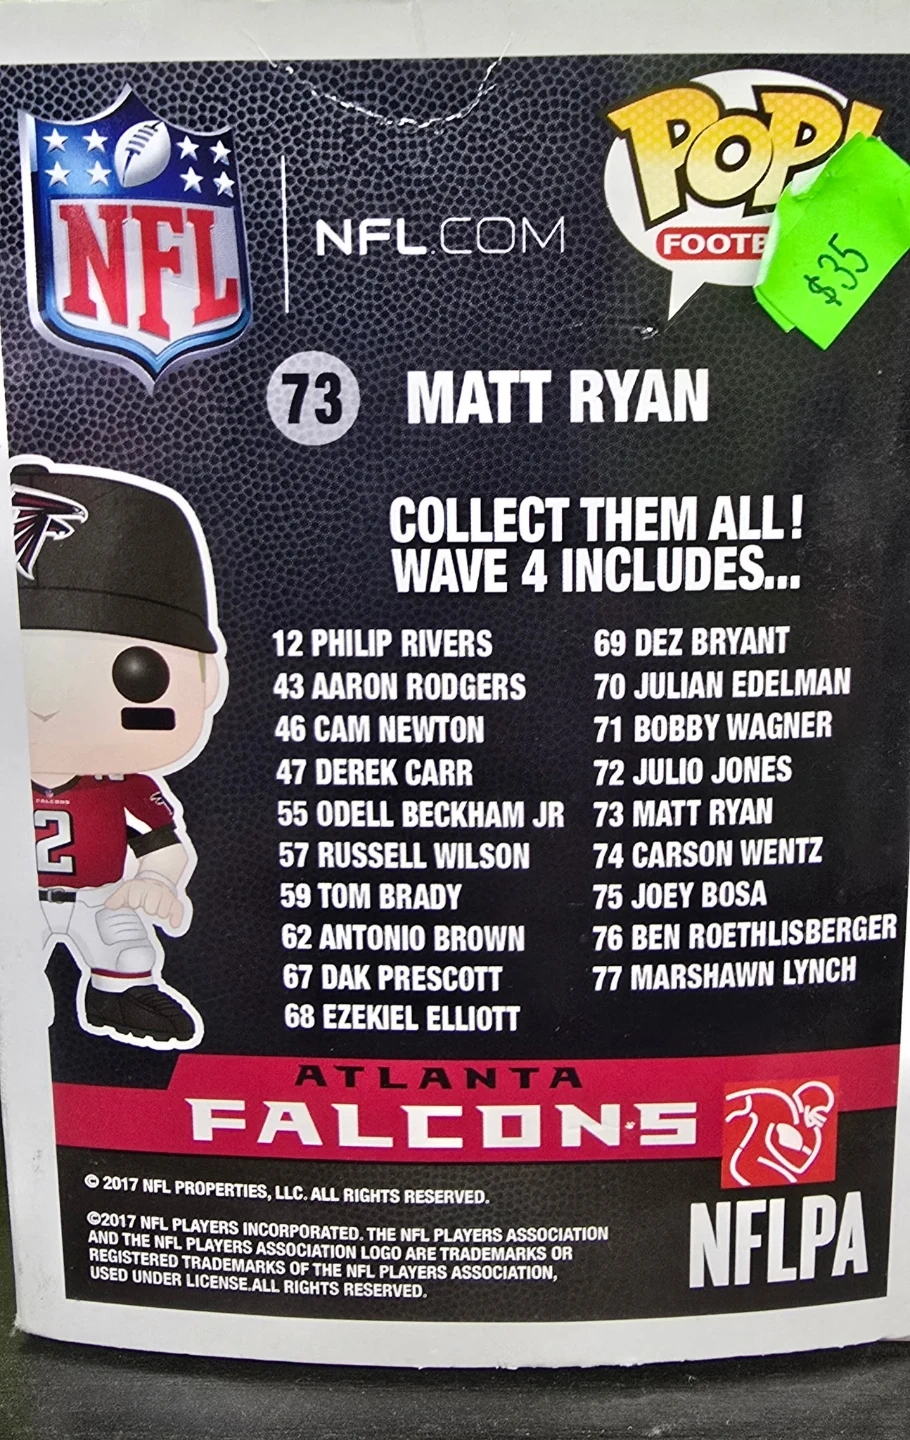 NFL
NFL.COM
POP!
$35
73 MATT RYAN
COLLECT THEM ALL!
WAVE 4 INCLUDES...
12 PHILIP RIVERS
43 AARON RODGERS
46 CAM NEWTON
47 DEREK CARR
55 ODELL BECKHAM JR
57 RUSSELL WILSON
59 TOM BRADY
62 ANTONIO BROWN
67 DAK PRESCOTT
68 EZEKIEL ELLIOTT
69 DEZ BRYANT
70 JULIAN EDELMAN
71 BOBBY WAGNER
72 JULIO JONES
73 MATT RYAN
74 CARSON WENTZ
75 JOEY BOSA
76 BEN ROETHLISBERGER
77 MARSHAWN LYNCH
FALCONS
2
ATLANTA
FALCONS
© 2017 NFL PROPERTIES, LLC. ALL RIGHTS RESERVED.
©2017 NFL PLAYERS INCORPORATED. THE NFL PLAYERS ASSOCIATION
AND THE NFL PLAYERS ASSOCIATION LOGO ARE TRADEMARKS OR
REGISTERED TRADEMARKS OF THE NFL PLAYERS ASSOCIATION,
USED UNDER LICENSE.ALL RIGHTS RESERVED.
NFLPA